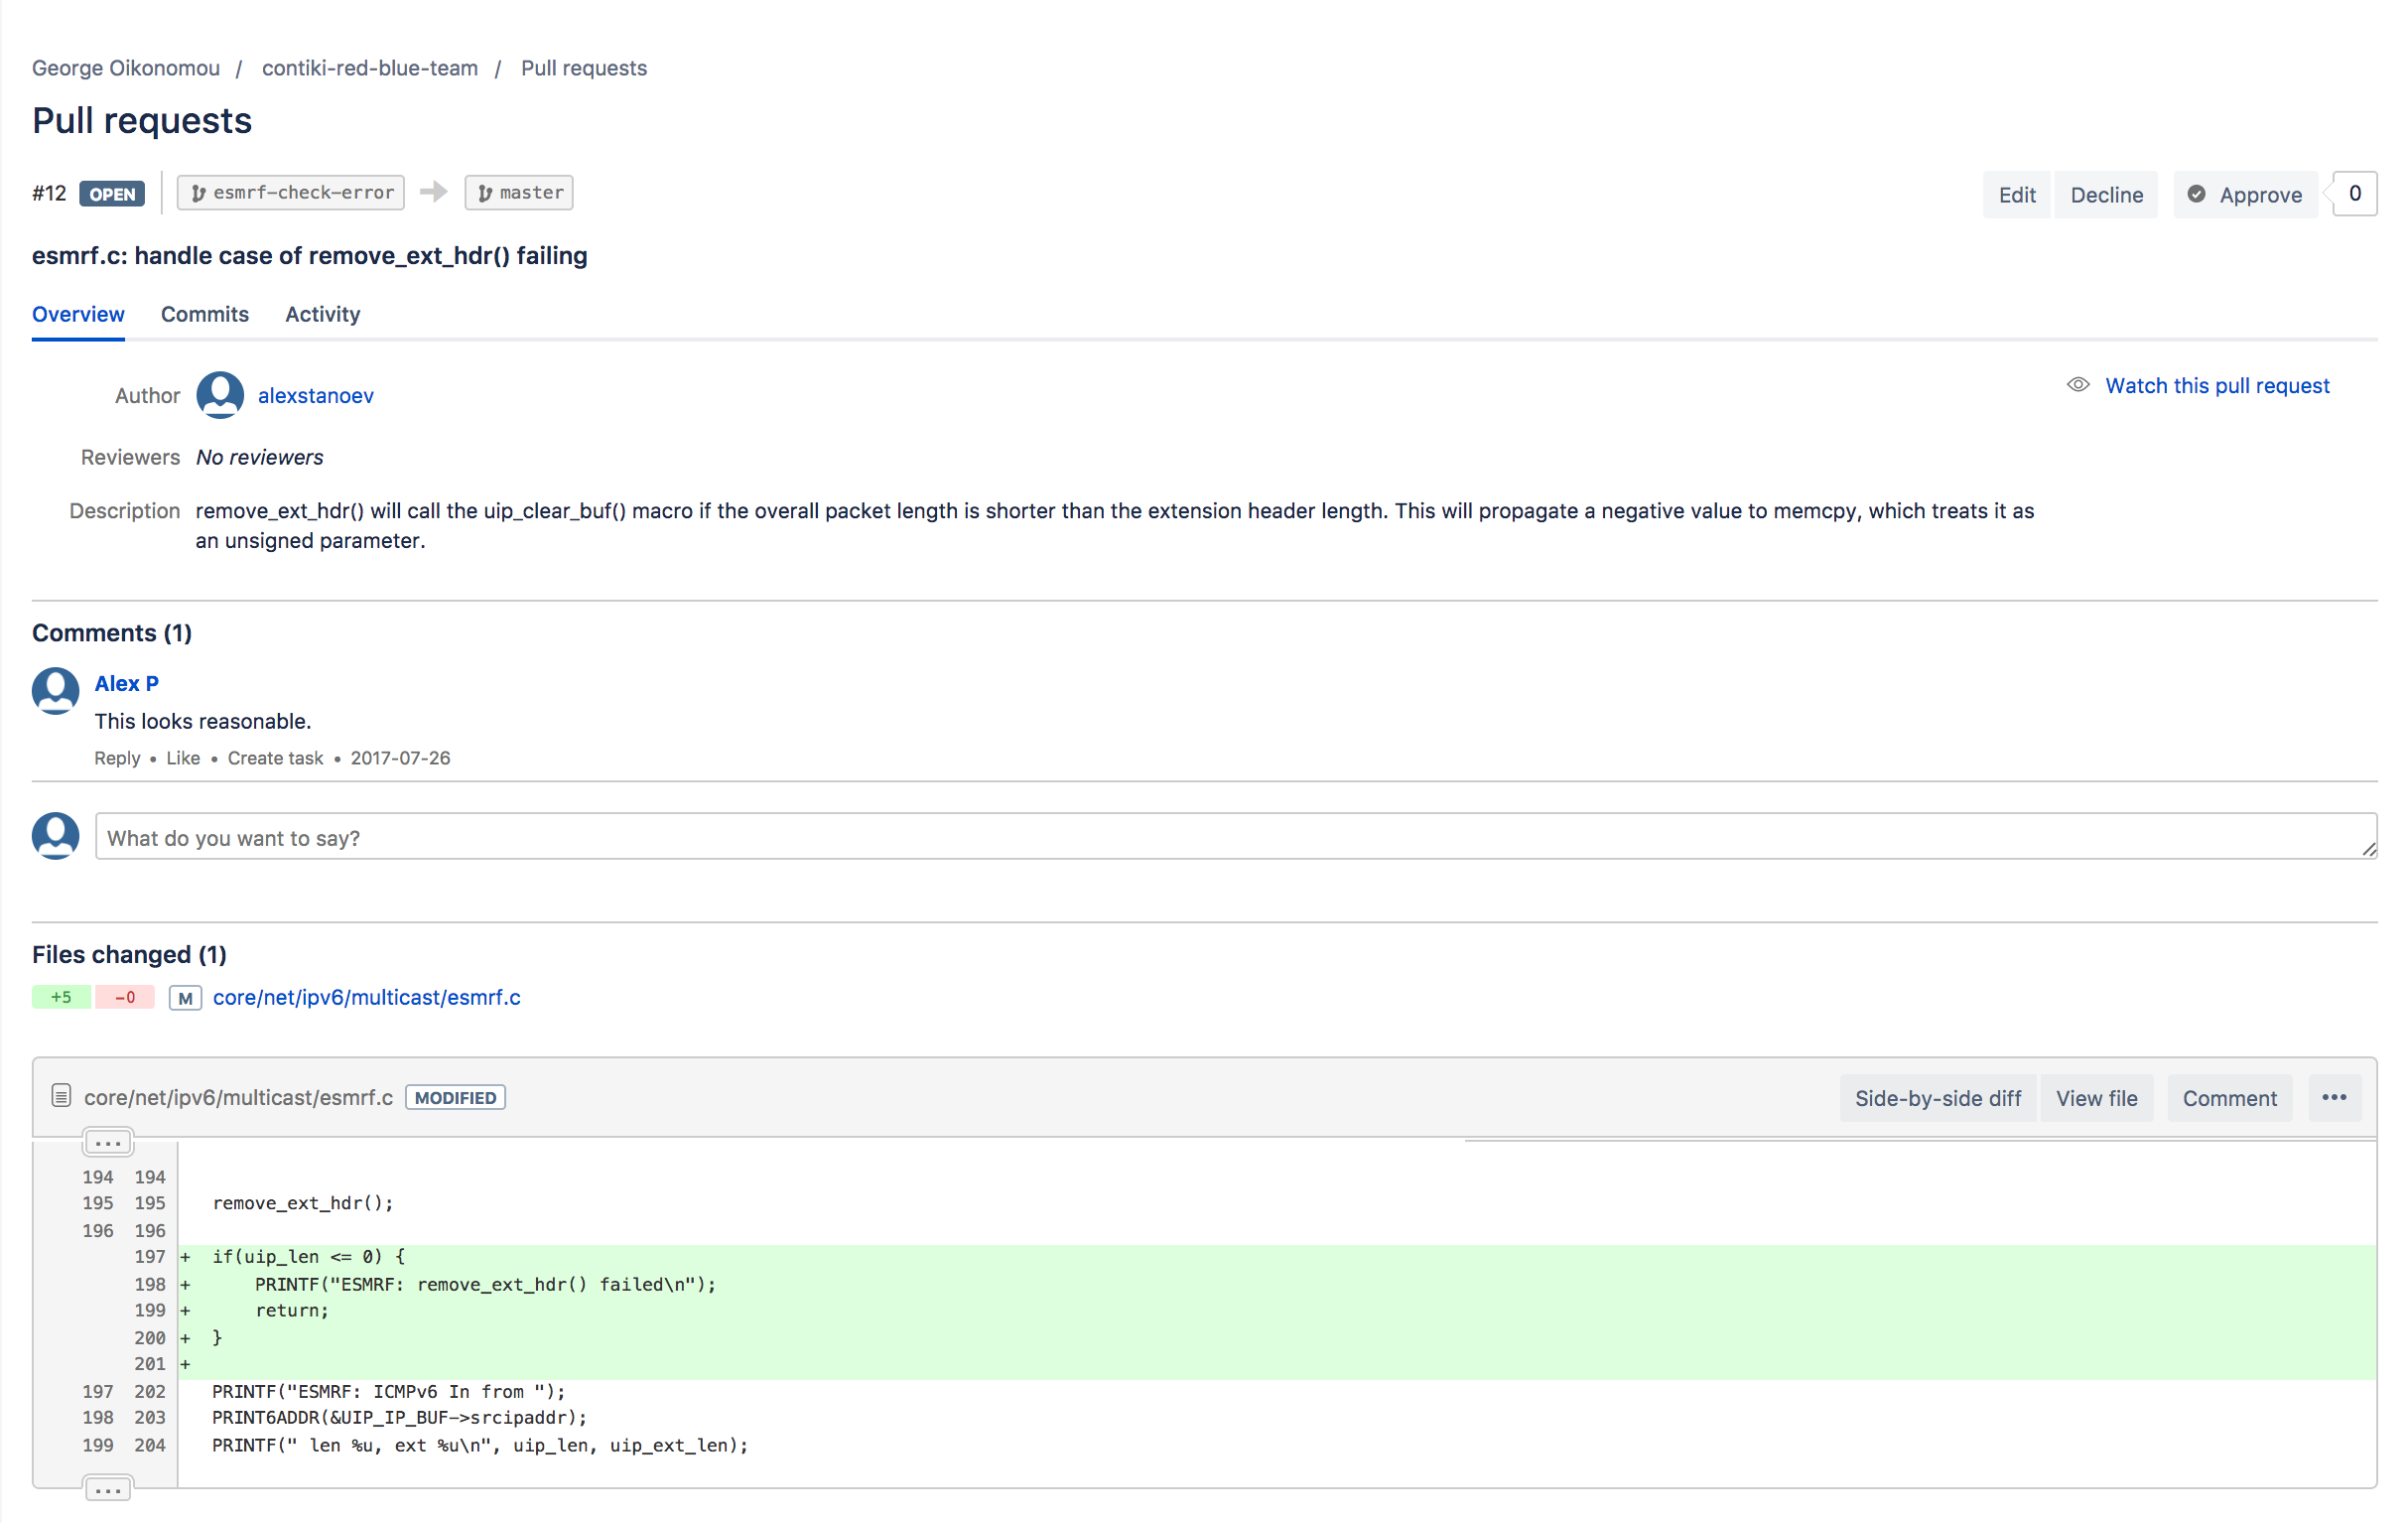 George Oikonomou / contiki-red-blue-team / Pull requests
Pull requests
#12 OPEN esmrf-check-error master Edit Decline Approve 0
esmrf.c: handle case of remove_ext_hdr() failing
Overview Commits Activity
Author alexstanoev Watch this pull request
Reviewers No reviewers
Description remove_ext_hdr() will call the uip_clear_buf() macro if the overall packet length is shorter than the extension header length. This will propagate a negative value to memcpy, which treats it as
an unsigned parameter.
Comments (1)
Alex P
This looks reasonable.
Reply • Like • Create task • 2017-07-26
What do you want to say?
Files changed (1)
+5 -0 M core/net/ipv6/multicast/esmrf.c
core/net/ipv6/multicast/esmrf.c MODIFIED Side-by-side diff View file Comment •••
...
194 194
195 195 remove_ext_hdr();
196 196
197 + if(uip_len <= 0) {
198 + PRINTF("ESMRF: remove_ext_hdr() failed\n");
199 + return;
200 + }
201 +
197 202 PRINTF("ESMRF: ICMPv6 In from ");
198 203 PRINT6ADDR(&UIP_IP_BUF->srcipaddr);
199 204 PRINTF(" len %u, ext %u\n", uip_len, uip_ext_len);
...